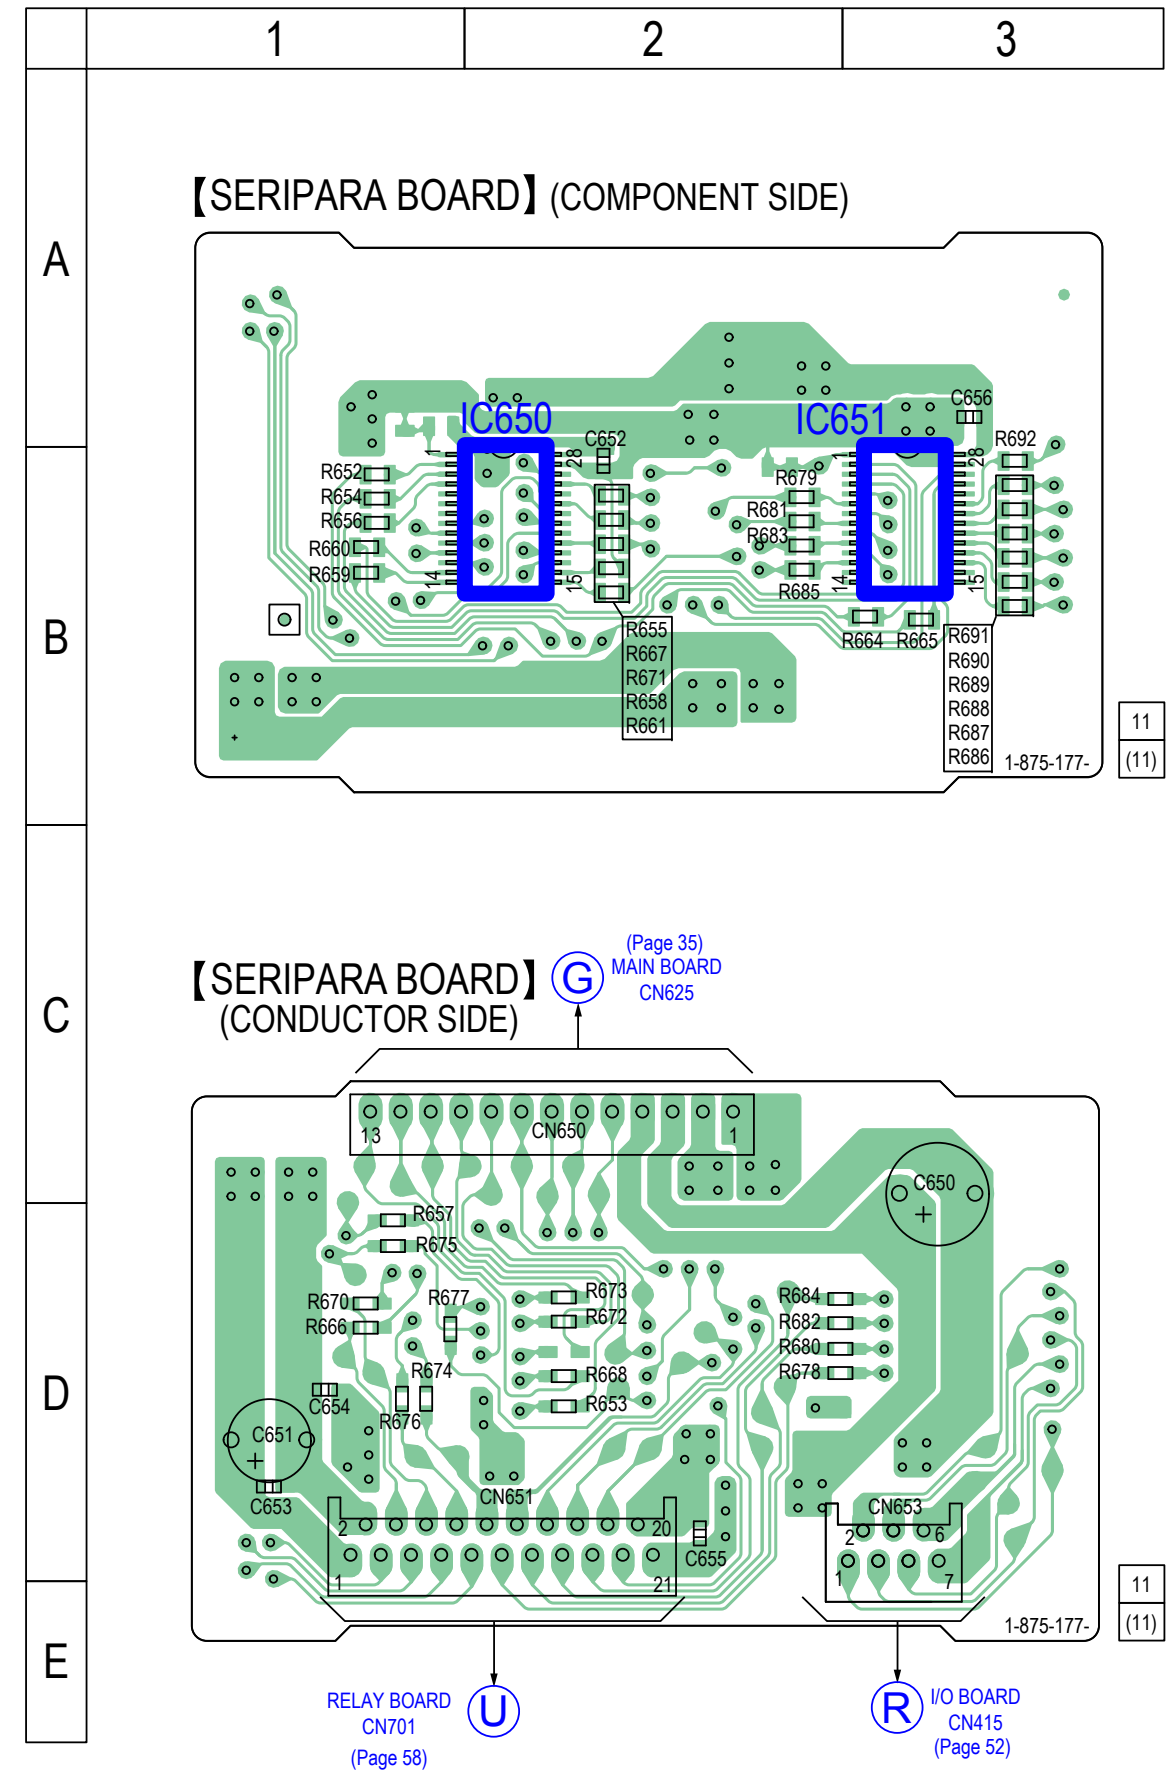 1 2 3
A
【SERIPARA BOARD】 (COMPONENT SIDE)
IC650
IC651
C656
C652
R692
1
28
1
28
R652
R654
R656
R660
R659
R679
R681
R683
R685
14
15
14
15
B
R664
R665
R655
R667
R671
R658
R661
R691
R690
R689
R688
R687
R686
1-875-177-
11
(11)
C
(Page 35)
MAIN BOARD
CN625
G
【SERIPARA BOARD】
(CONDUCTOR SIDE)
13
CN650
1
C650
+
D
R657
R675
R670
R666
R677
R673
R672
R674
R668
R653
R676
R684
R682
R680
R678
C654
C651
+
C653
CN651
2
20
1
21
C655
CN653
2
6
1
7
1-875-177-
11
(11)
E
RELAY BOARD
CN701
(Page 58)
U
R
I/O BOARD
CN415
(Page 52)